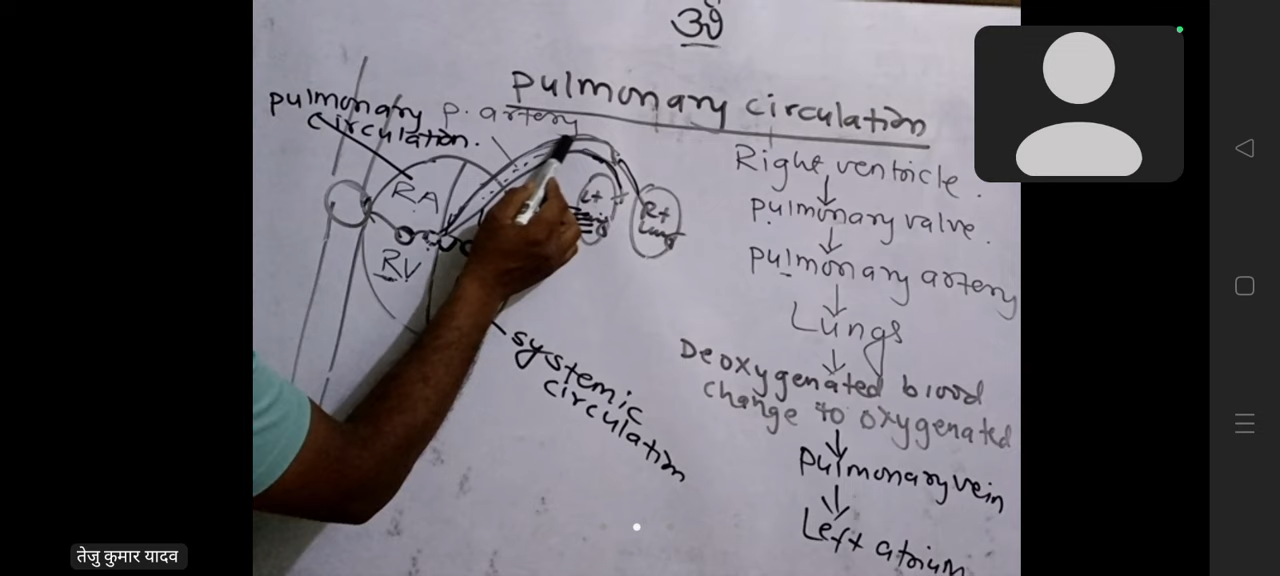 ॐ
Pulmonary circulation
pulmonary
circulation.
p. artery
RA
RV
Lt
Rt
Lung
systemic
circulation
Right ventricle.
↓
Pulmonary valve.
↓
Pulmonary artery
↓
Lungs
↓
Deoxygenated blood
change to oxygenated
↓
Pulmonary vein
↓
Left atrium
तेजु कुमार यादव